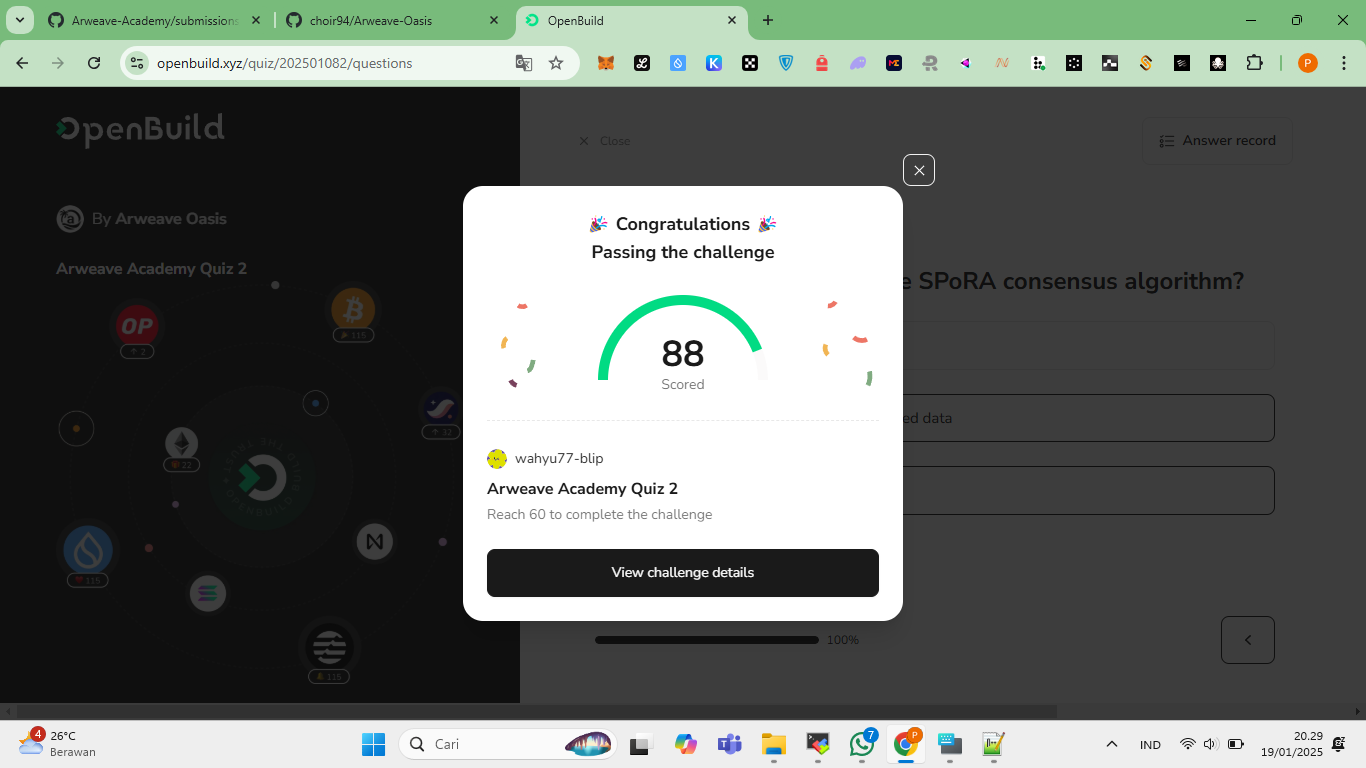 Arweave-Academy/submissions
choir94/Arweave-Oasis
OpenBuild
openbuild.xyz/quiz/202501082/questions
P
OpenBuild
Close
Answer record
By Arweave Oasis
Arweave Academy Quiz 2
OP
2
115
32
22
115
115
SPoRA consensus algorithm?
data
🎉 Congratulations 🎉
Passing the challenge
88
Scored
wahyu77-blip
Arweave Academy Quiz 2
Reach 60 to complete the challenge
View challenge details
100%
4
26°C
Berawan
Cari
7
P
IND
20.29
19/01/2025